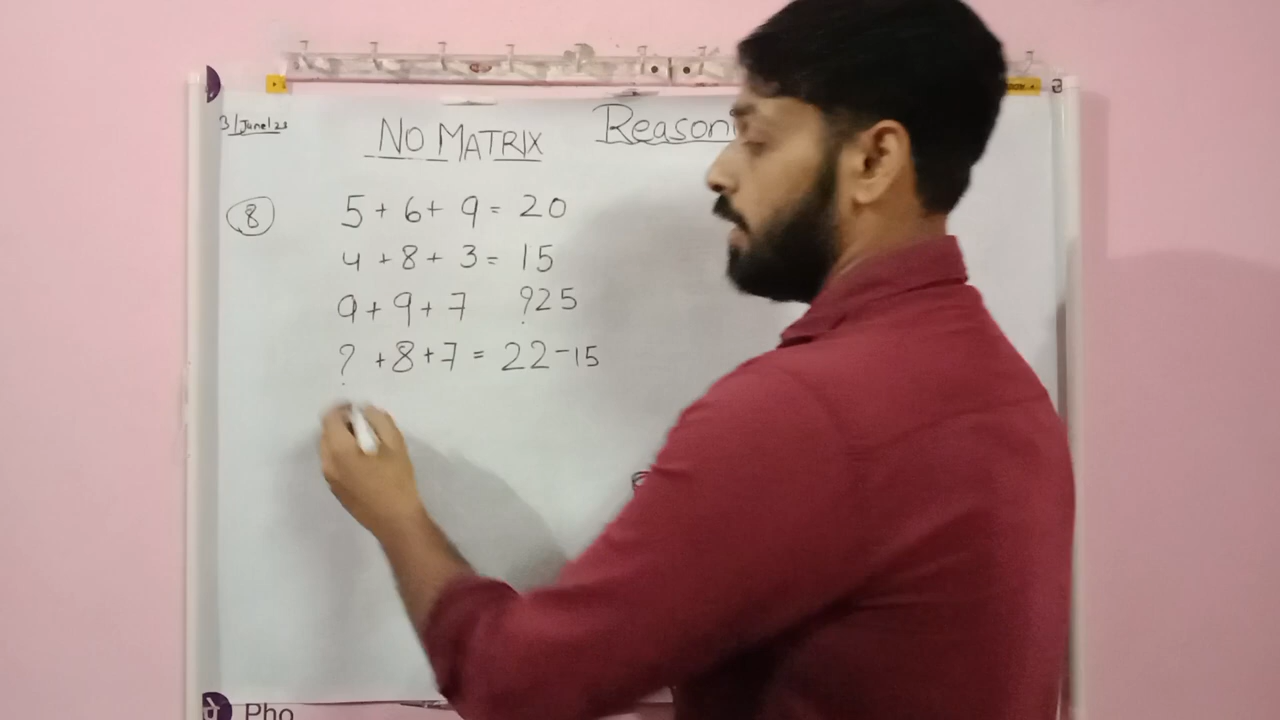 3/June/23
NO MATRIX
Reasoni
8
5 + 6 + 9 = 20
4 + 8 + 3 = 15
9 + 9 + 7 ? 25
? + 8 + 7 = 22 - 15
पे Pho